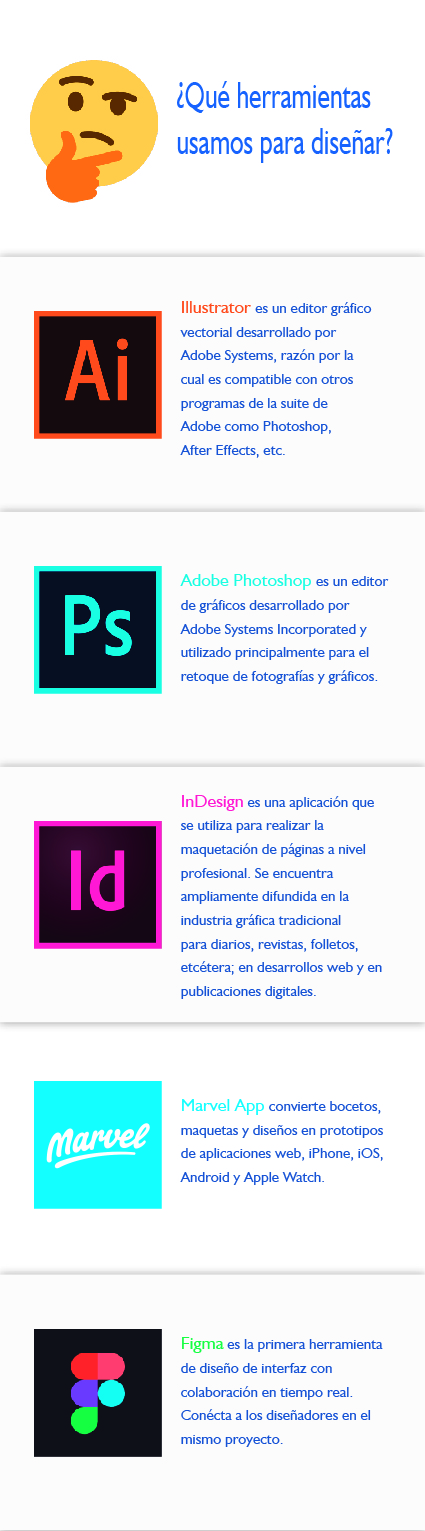 ¿Qué herramientas
usamos para diseñar?
Ai
Illustrator es un editor gráfico
vectorial desarrollado por
Adobe Systems, razón por la
cual es compatible con otros
programas de la suite de
Adobe como Photoshop,
After Effects, etc.
Ps
Adobe Photoshop es un editor
de gráficos desarrollado por
Adobe Systems Incorporated y
utilizado principalmente para el
retoque de fotografías y gráficos.
Id
InDesign es una aplicación que
se utiliza para realizar la
maquetación de páginas a nivel
profesional. Se encuentra
ampliamente difundida en la
industria gráfica tradicional
para diarios, revistas, folletos,
etcétera; en desarrollos web y en
publicaciones digitales.
Marvel
Marvel App convierte bocetos,
maquetas y diseños en prototipos
de aplicaciones web, iPhone, iOS,
Android y Apple Watch.
Figma es la primera herramienta
de diseño de interfaz con
colaboración en tiempo real.
Conécta a los diseñadores en el
mismo proyecto.